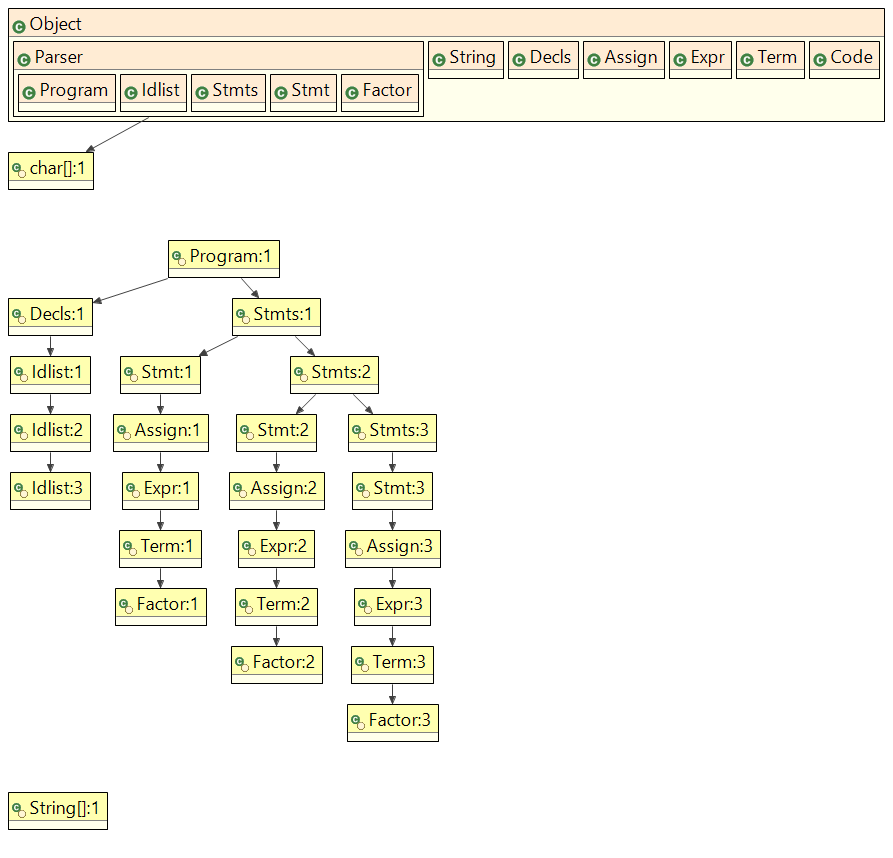 Object
Parser String Decls Assign Expr Term Code
Program Idlist Stmts Stmt Factor
char[]:1
Program:1
Decls:1 Stmts:1
Idlist:1 Stmt:1 Stmts:2
Idlist:2 Assign:1 Stmt:2 Stmts:3
Idlist:3 Expr:1 Assign:2 Stmt:3
Term:1 Expr:2 Assign:3
Factor:1 Term:2 Expr:3
Factor:2 Term:3
Factor:3
String[]:1